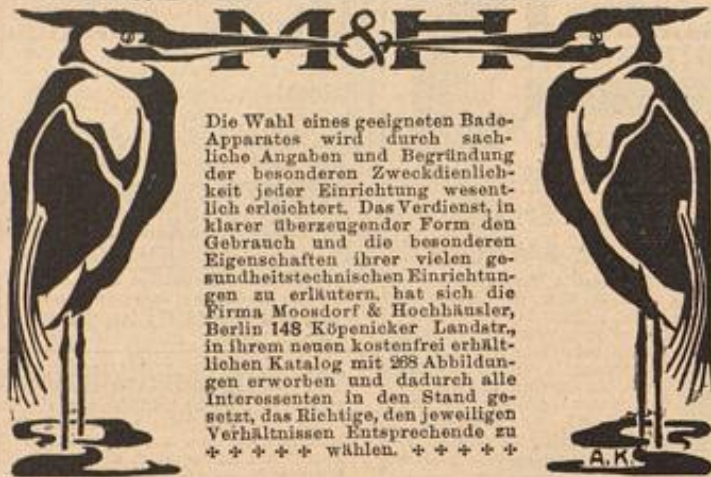 M&H
Die Wahl eines geeigneten Bade-
Apparates wird durch sach-
liche Angaben und Begründung
der besonderen Zweckdienlich-
keit jeder Einrichtung wesent-
lich erleichtert. Das Verdienst, in
klarer überzeugender Form den
Gebrauch und die besonderen
Eigenschaften ihrer vielen ge-
sundheitstechnischen Einrichtun-
gen zu erläutern, hat sich die
Firma Moosdorf & Hochhäusler,
Berlin 148 Köpenicker Landstr.,
in ihrem neuen kostenfrei erhält-
lichen Katalog mit 268 Abbildun-
gen erworben und dadurch alle
Interessenten in den Stand ge-
setzt, das Richtige, den jeweiligen
Verhältnissen Entsprechende zu
✢ ✢ ✢ ✢ ✢ wählen. ✢ ✢ ✢ ✢ ✢
A.K.